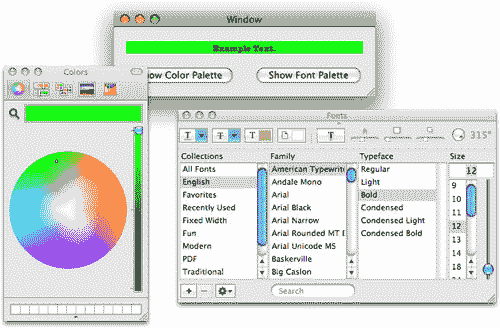 Window
Example Text.
ow Color Palette
Show Font Palette
Colors
Fonts
T
T
T
T
315°
Collections
Family
Typeface
Size
All Fonts
English
Favorites
Recently Used
Fixed Width
Fun
Modern
PDF
Traditional
American Typewrite
Andale Mono
Arial
Arial Black
Arial Narrow
Arial Rounded MT
Arial Unicode MS
Baskerville
Big Caslon
Regular
Light
Bold
Condensed
Condensed Light
Condensed Bold
12
9
10
11
12
13
14
18
Search